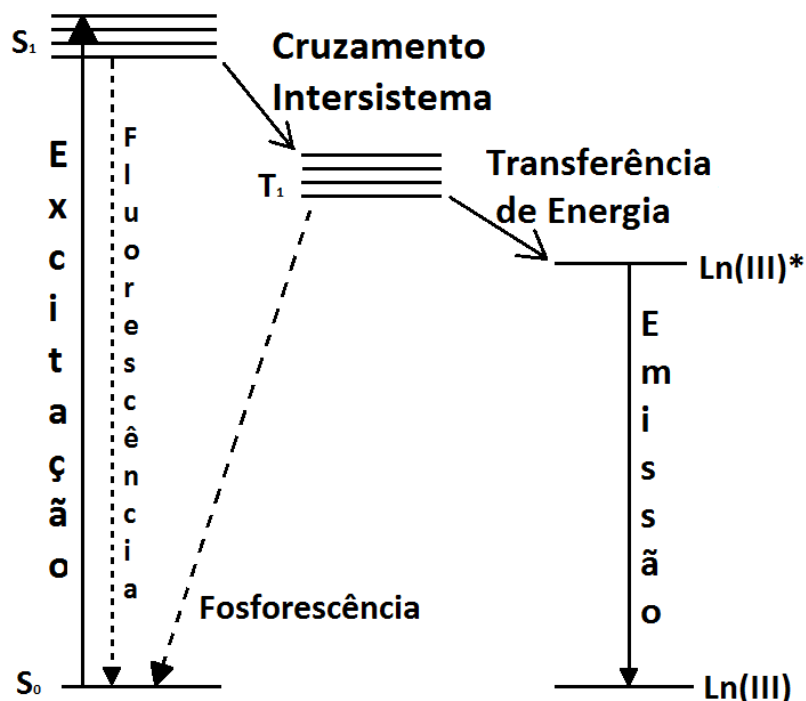 S₁
Cruzamento
Intersistema
Excitação
Fluorescência
T₁
Transferência
de Energia
Ln(III)*
Emissão
Fosforescência
S₀
Ln(III)